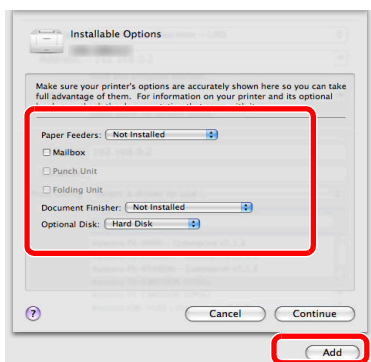 Installable Options
Make sure your printer's options are accurately shown here so you can take
full advantage of them. For information on your printer and its optional
Paper Feeders: Not Installed
Mailbox
Punch Unit
Folding Unit
Document Finisher: Not Installed
Optional Disk: Hard Disk
? Cancel Continue
Add